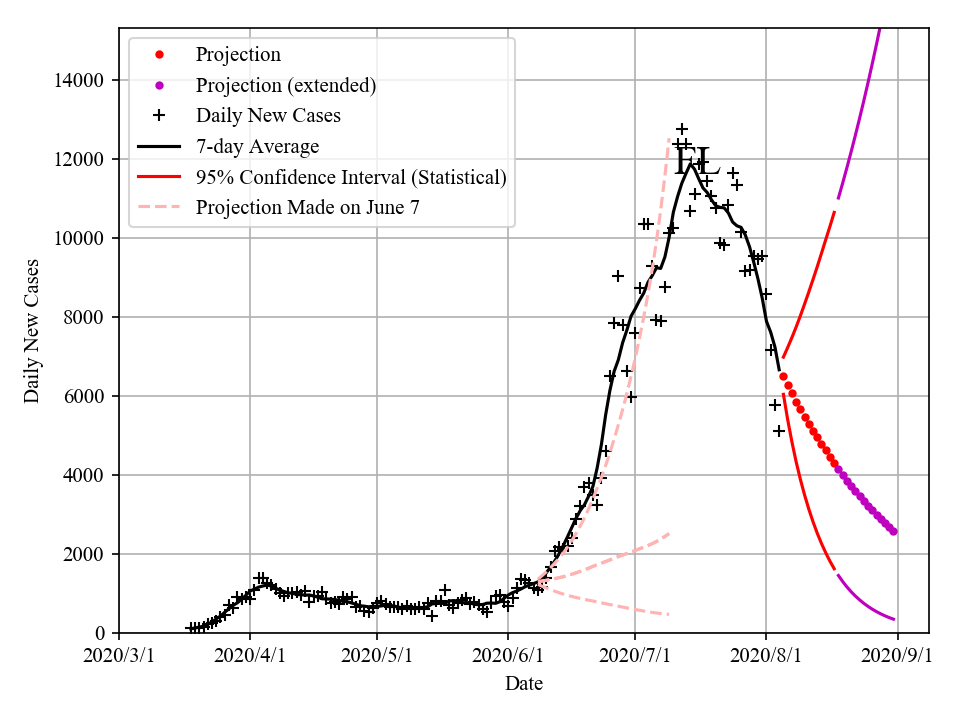 Projection
Projection (extended)
Daily New Cases
7-day Average
95% Confidence Interval (Statistical)
Projection Made on June 7
FL
14000
12000
10000
8000
6000
4000
2000
0
Daily New Cases
2020/3/1 2020/4/1 2020/5/1 2020/6/1 2020/7/1 2020/8/1 2020/9/1
Date